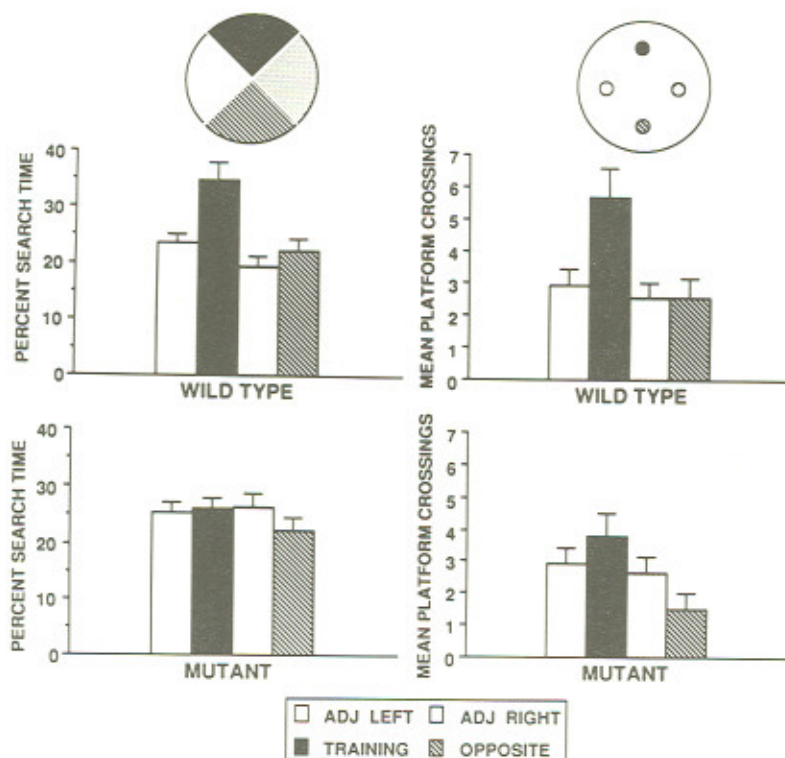 PERCENT SEARCH TIME
40
30
20
10
0
WILD TYPE
MEAN PLATFORM CROSSINGS
7
6
5
4
3
2
1
0
WILD TYPE
PERCENT SEARCH TIME
40
30
20
10
0
MUTANT
MEAN PLATFORM CROSSINGS
7
6
5
4
3
2
1
0
MUTANT
ADJ LEFT ADJ RIGHT
TRAINING OPPOSITE